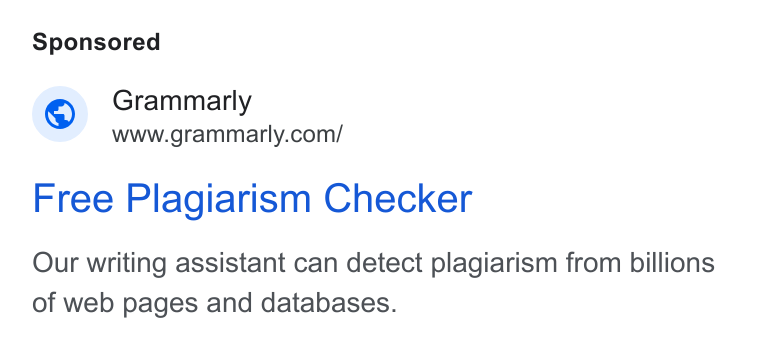 Sponsored
Grammarly
www.grammarly.com/
Free Plagiarism Checker
Our writing assistant can detect plagiarism from billions
of web pages and databases.